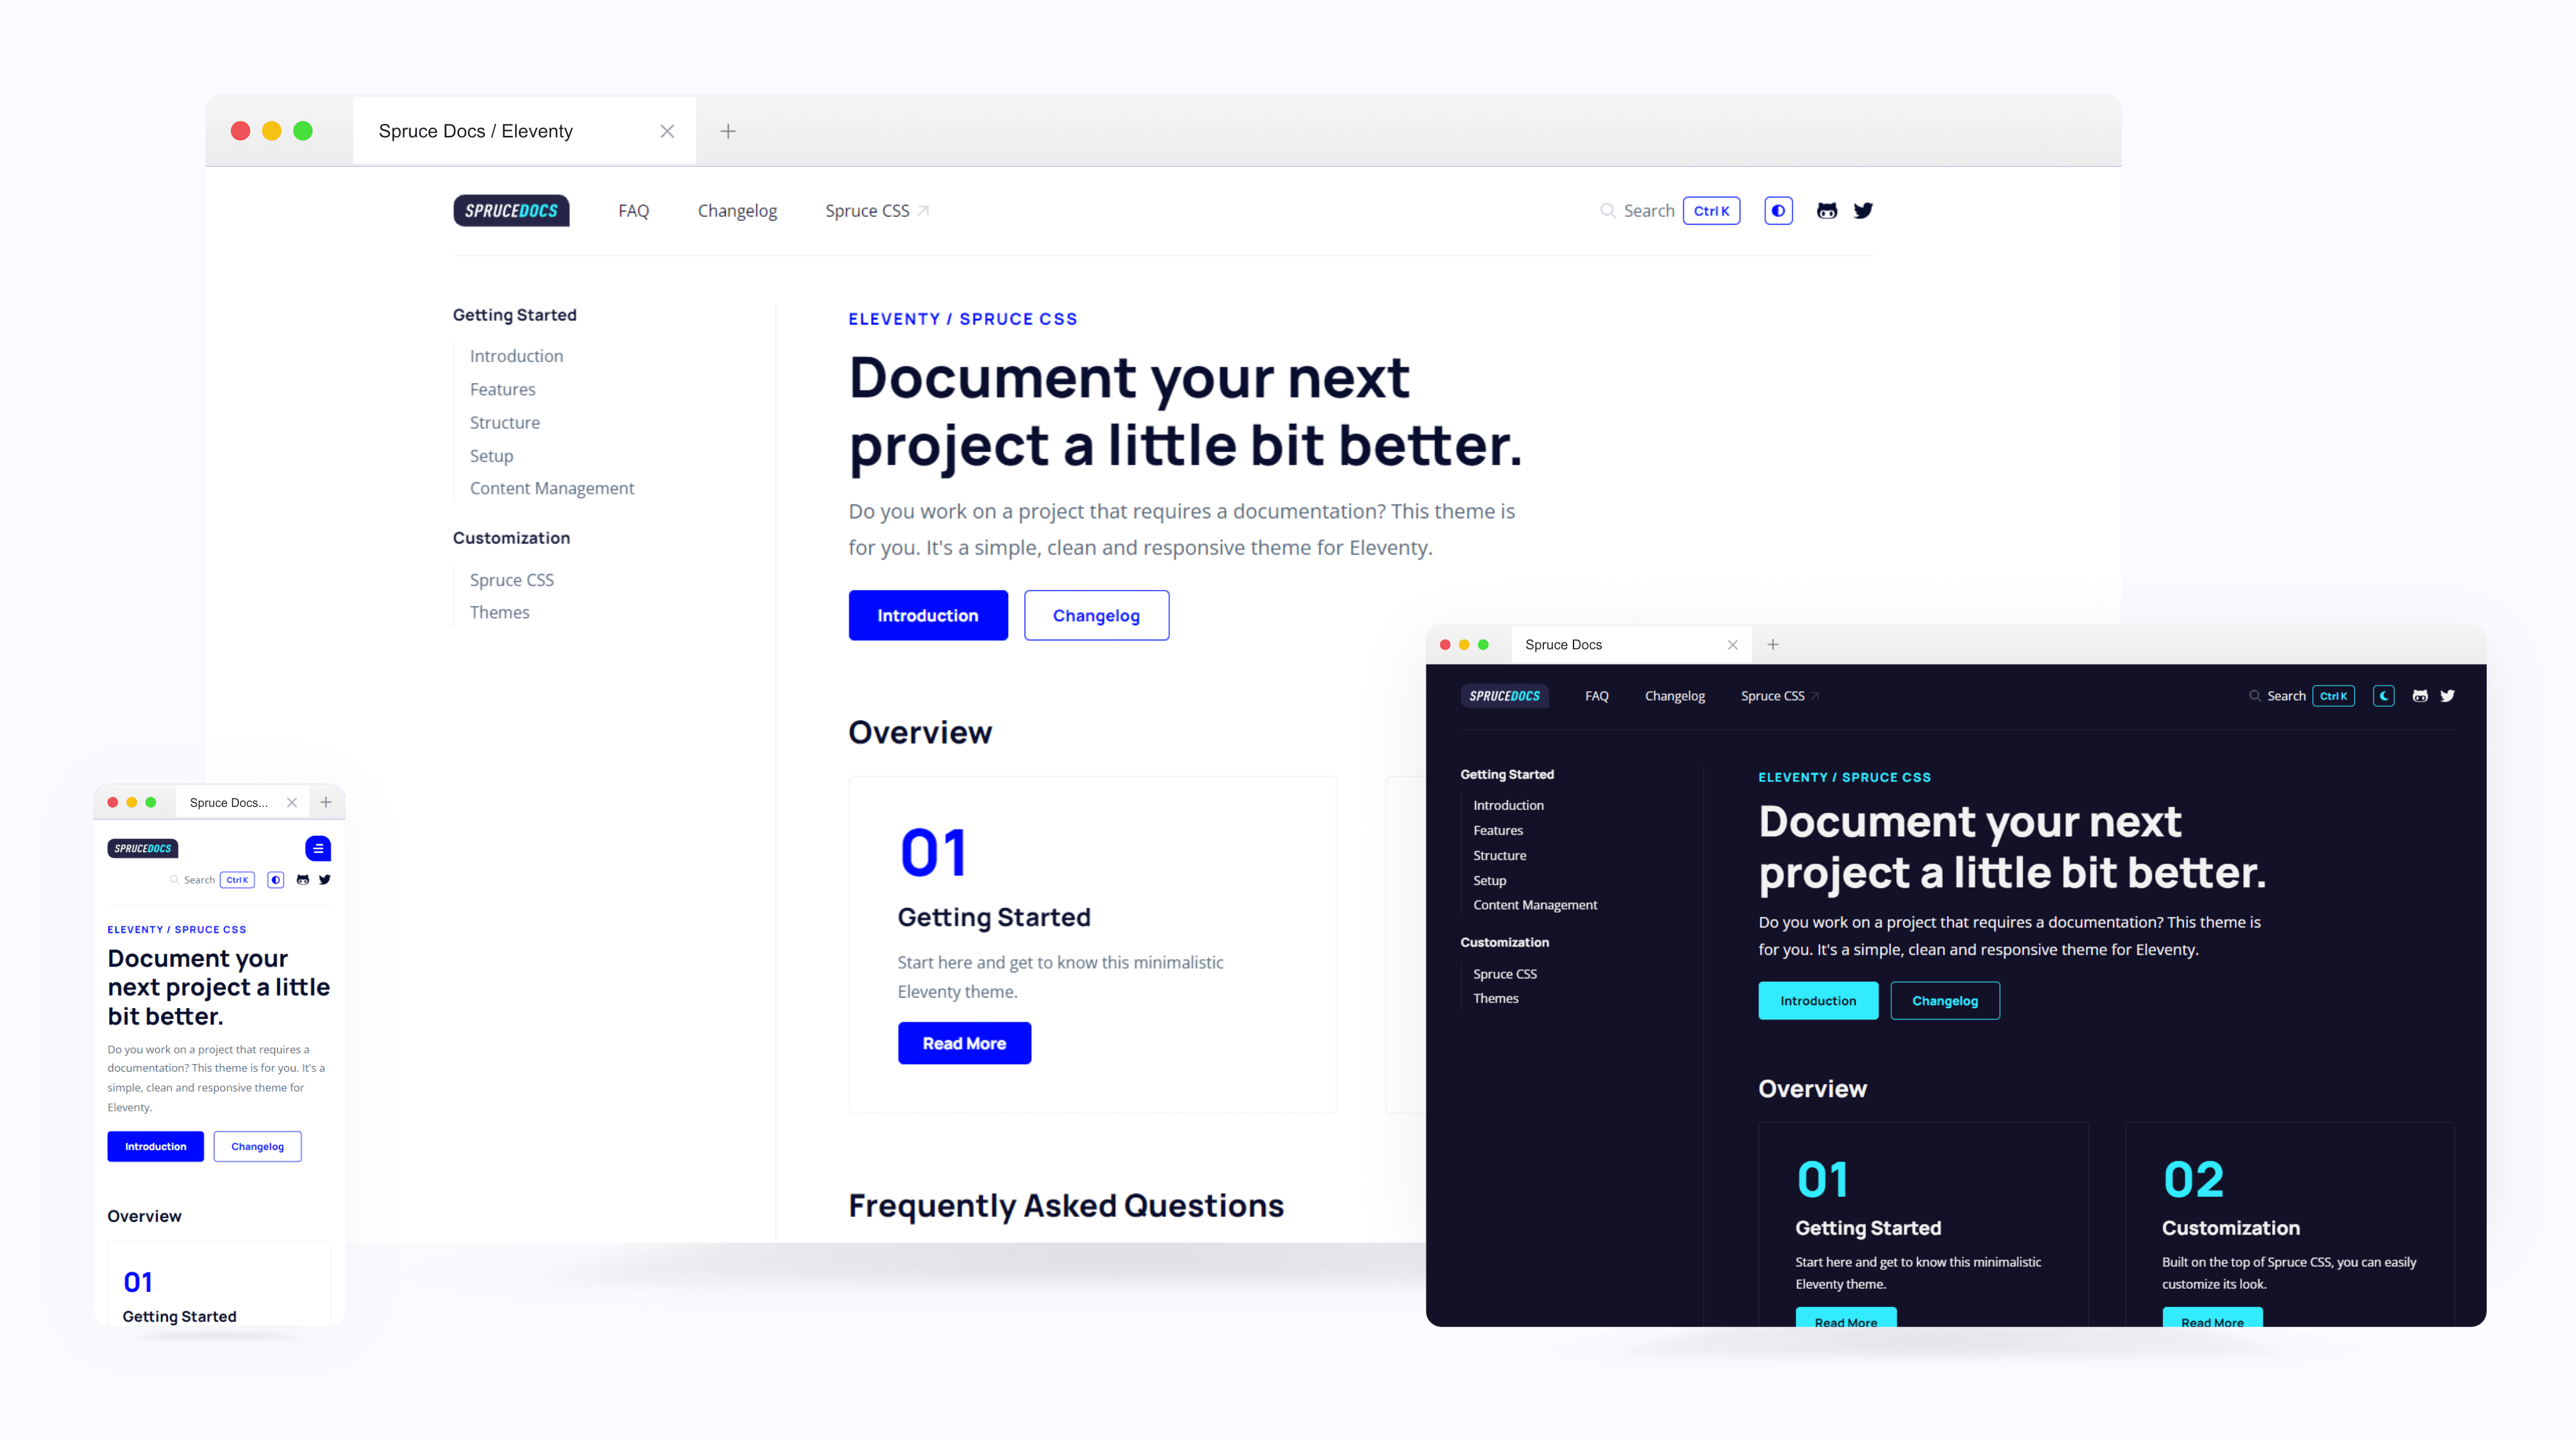 Spruce Docs / Eleventy
SPRUCEDOCS FAQ Changelog Spruce CSS Search Ctrl K
Getting Started
Introduction
Features
Structure
Setup
Content Management
Customization
Spruce CSS
Themes
ELEVENTY / SPRUCE CSS
Document your next
project a little bit better.
Do you work on a project that requires a documentation? This theme is
for you. It's a simple, clean and responsive theme for Eleventy.
Introduction Changelog
Overview
01
Getting Started
Start here and get to know this minimalistic
Eleventy theme.
Read More
Frequently Asked Questions
Spruce Docs...
SPRUCEDOCS
Search Ctrl K
ELEVENTY / SPRUCE CSS
Document your
next project a little
bit better.
Do you work on a project that requires a
documentation? This theme is for you. It's a
simple, clean and responsive theme for
Eleventy.
Introduction Changelog
Overview
01
Getting Started
Spruce Docs
SPRUCEDOCS FAQ Changelog Spruce CSS Search Ctrl K
Getting Started
Introduction
Features
Structure
Setup
Content Management
Customization
Spruce CSS
Themes
ELEVENTY / SPRUCE CSS
Document your next
project a little bit better.
Do you work on a project that requires a documentation? This theme is
for you. It's a simple, clean and responsive theme for Eleventy.
Introduction Changelog
Overview
01
Getting Started
Start here and get to know this minimalistic
Eleventy theme.
Read More
02
Customization
Built on the top of Spruce CSS, you can easily
customize its look.
Read More